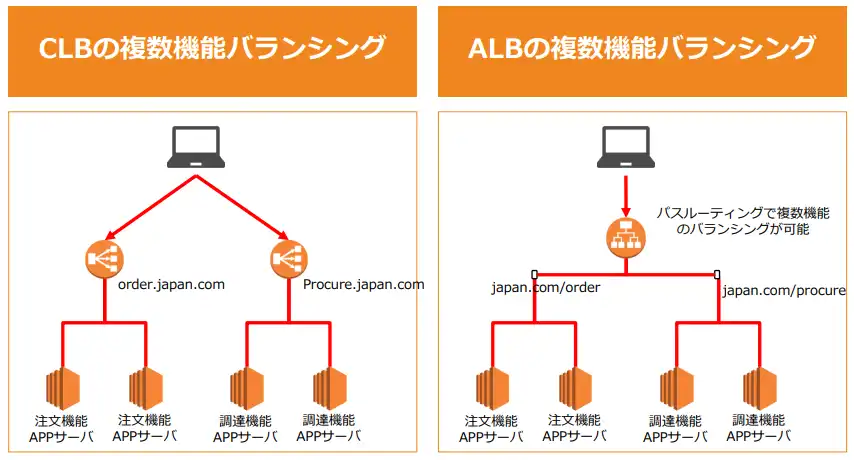 CLBの複数機能バランシング
order.japan.com
Procure.japan.com
注文機能
APPサーバ
注文機能
APPサーバ
調達機能
APPサーバ
調達機能
APPサーバ
ALBの複数機能バランシング
パスルーティングで複数機能
のバランシングが可能
japan.com/order
japan.com/procure
注文機能
APPサーバ
注文機能
APPサーバ
調達機能
APPサーバ
調達機能
APPサーバ